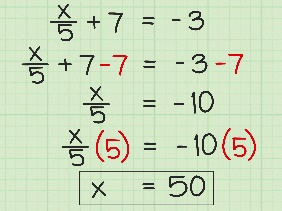 x/5 + 7 = -3
x/5 + 7 -7 = -3 -7
x/5 = -10
x/5 (5) = -10(5)
x = 50